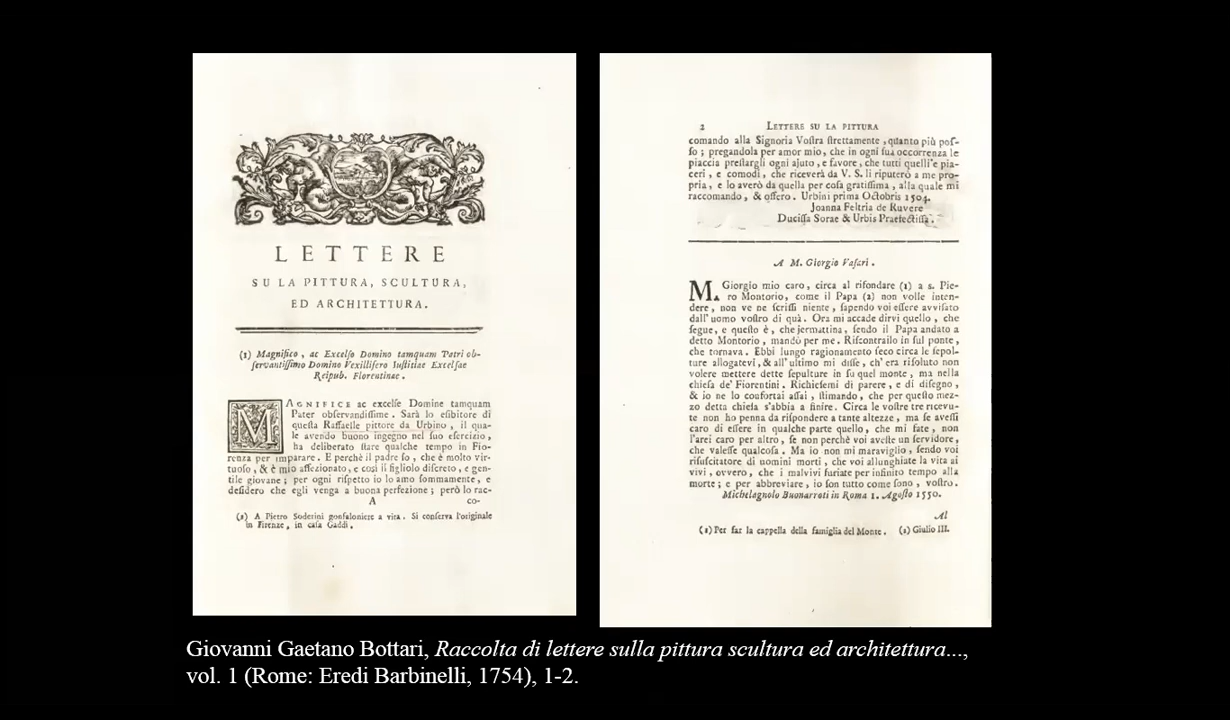 LETTERE
SU LA PITTURA, SCULTURA,
ED ARCHITETTURA.
(1) Magnifico, ac Excelſo Domino tamquam Patri ob-
ſervantiſſimo Domino Vexillifero Iuſtitiae Excelſae
Reipub. Florentinae.
MAGNIFICE ac excelſe Domine tamquam
Pater obſervandiſſime. Sarà lo eſibitore di
queſta Raffaelle pittore da Urbino, il qua-
le avendo buono ingegno nel ſuo eſercizio,
ha deliberato ſtare qualche tempo in Fio-
renza per imparare. E perchè il padre ſo, che è molto vir-
tuoſo, & è mio affezionato, e così il figliolo diſcreto, e gen-
tile giovane; per ogni riſpetto io lo amo ſommamente, e
deſidero che egli venga a buona perfezione; però lo rac-
A co-
(1) A Pietro Soderini gonfaloniere a vita. Si conſerva l'originale
in Firenze, in caſa Gaddi.
2 LETTERE SU LA PITTURA
comando alla Signoria Voſtra ſtrettamente, quanto più poſ-
ſo; pregandola per amor mio, che in ogni ſua occorrenza le
piaccia preſtargli ogni ajuto, e favore, che tutti quelli e pia-
ceri, e comodi, che riceverà da V. S. li riputerò a me pro-
pria, e lo averò da quella per coſa gratiſſima, alla quale mi
raccomando, & offero. Urbini prima Octobris 1504.
Joanna Feltria de Ruvere
Duciſſa Sorae & Urbis Praefectiſſa.
A M. Giorgio Vaſari.
M. Giorgio mio caro, circa al rifondare (1) a s. Pie-
ro Montorio, come il Papa (2) non volle inten-
dere, non ve ne ſcriſſi niente, ſapendo voi eſſere avviſato
dall'uomo voſtro di quà. Ora mi accade dirvi quello, che
ſegue, e queſto è, che jermattina, ſendo il Papa andato a
detto Montorio, mandò per me. Riſcontrailo in ſul ponte,
che tornava. Ebbi lungo ragionamento ſeco circa le ſepol-
ture allogatevi, & all'ultimo mi diſſe, ch'era riſoluto non
volere mettere dette ſepulture in ſu quel monte, ma nella
chieſa de' Fiorentini. Richieſemi di parere, e di diſegno,
& io ne lo confortai aſſai, ſtimando, che per queſto mez-
zo detta chieſa s'abbia a finire. Circa le voſtre tre ricevu-
te non ho penna da riſpondere a tante altezze, ma ſe aveſſi
caro di eſſere in qualche parte quello, che mi fate, non
l'arei caro per altro, ſe non perchè voi aveſte un ſervidore,
che valeſſe qualcoſa. Ma io non mi maraviglio, ſendo voi
riſuſcitatore di uomini morti, che voi allunghiate la vita ai
vivi, ovvero, che i malvivi furiate per infinito tempo alla
morte; e per abbreviare, io ſon tutto come ſono, voſtro.
Michelagnolo Buonarroti in Roma 1. Agoſto 1550.
Al
(1) Per far la cappella della famiglia del Monte. (2) Giulio III.
Giovanni Gaetano Bottari, Raccolta di lettere sulla pittura scultura ed architettura...,
vol. 1 (Rome: Eredi Barbinelli, 1754), 1-2.